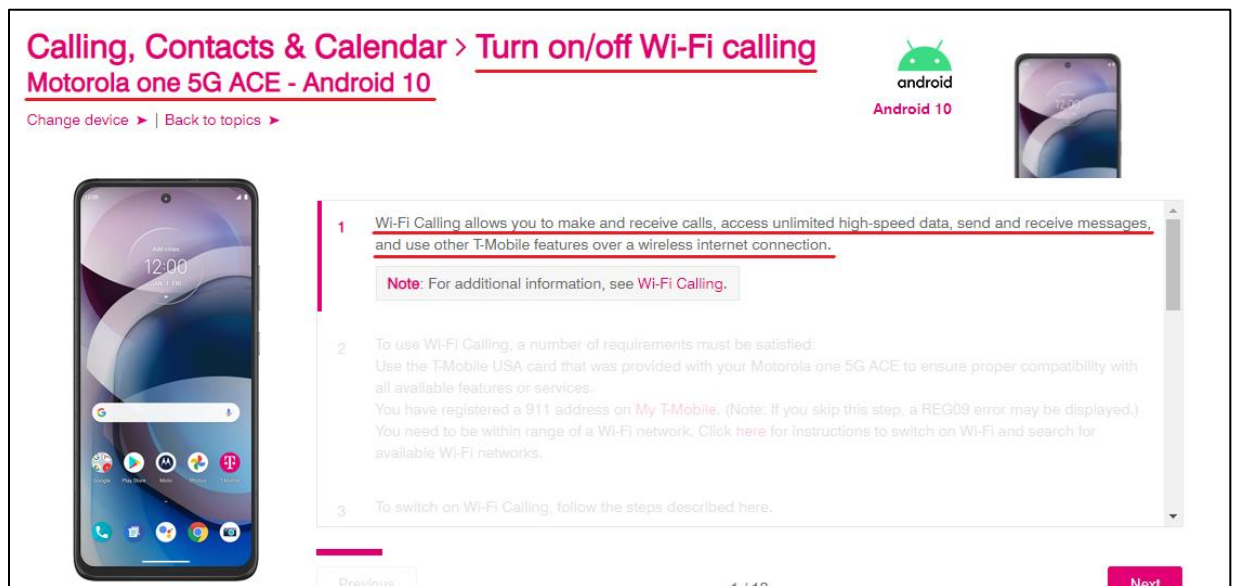 Calling, Contacts & Calendar > Turn on/off Wi-Fi calling
Motorola one 5G ACE - Android 10
Change device ➤ | Back to topics ➤
android
Android 10
12:00
12:00
1 Wi-Fi Calling allows you to make and receive calls, access unlimited high-speed data, send and receive messages,
and use other T-Mobile features over a wireless internet connection.
Note: For additional information, see Wi-Fi Calling.
2 To use Wi-Fi Calling, a number of requirements must be satisfied:
Use the T-Mobile USA card that was provided with your Motorola one 5G ACE to ensure proper compatibility with
all available features or services.
You have registered a 911 address on My T-Mobile. (Note: If you skip this step, a REG09 error may be displayed.)
You need to be within range of a Wi-Fi network. Click here for instructions to switch on Wi-Fi and search for
available Wi-Fi networks.
3 To switch on Wi-Fi Calling, follow the steps described here.
Google Play Store Moto Photos T-Mobile
Previous
Next